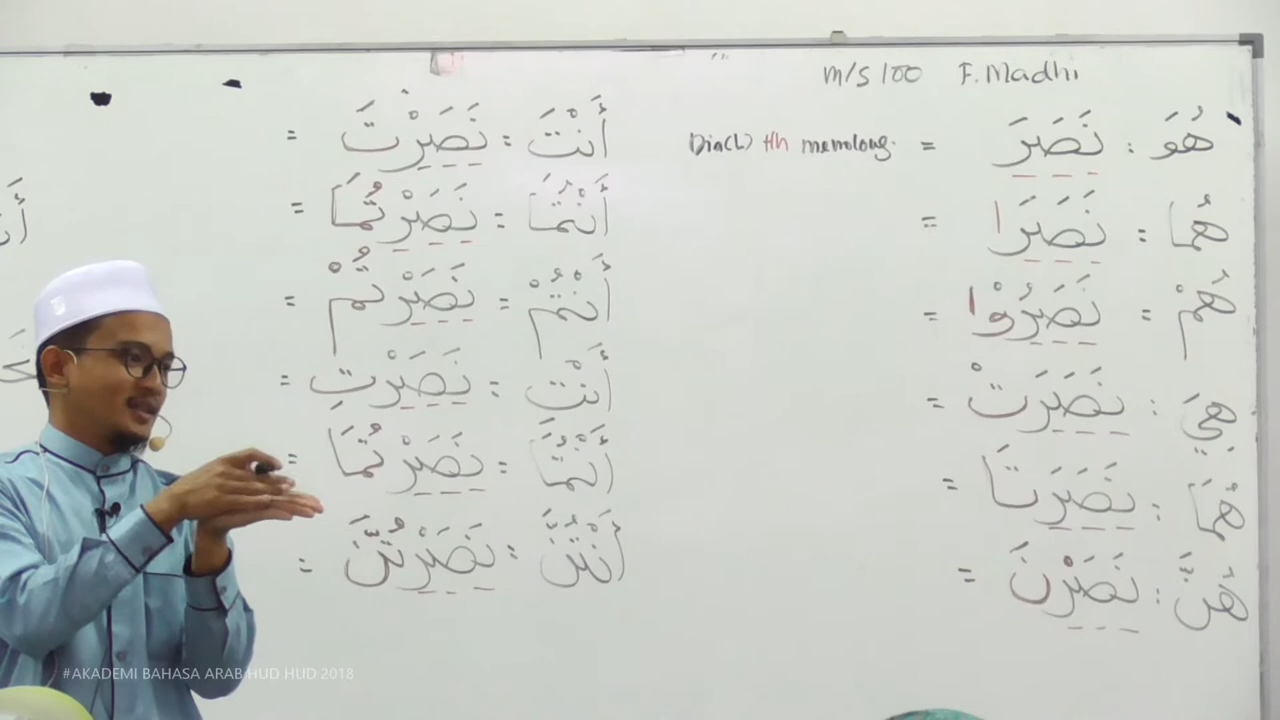 m/s 100 F. Madhi
هُوَ : نَصَرَ = Dia(L) tlh menolong.
هُمَا : نَصَرَا =
هُمْ : نَصَرُوْا =
هِيَ : نَصَرَتْ =
هُمَا : نَصَرَتَا =
هُنَّ : نَصَرْنَ =
أَنْتَ : نَصَرْتَ =
أَنْتُمَا : نَصَرْتُمَا =
أَنْتُمْ : نَصَرْتُمْ =
أَنْتِ : نَصَرْتِ =
أَنْتُمَا : نَصَرْتُمَا =
أَنْتُنَّ : نَصَرْتُنَّ =
#AKADEMI BAHASA ARAB HUD HUD 2018